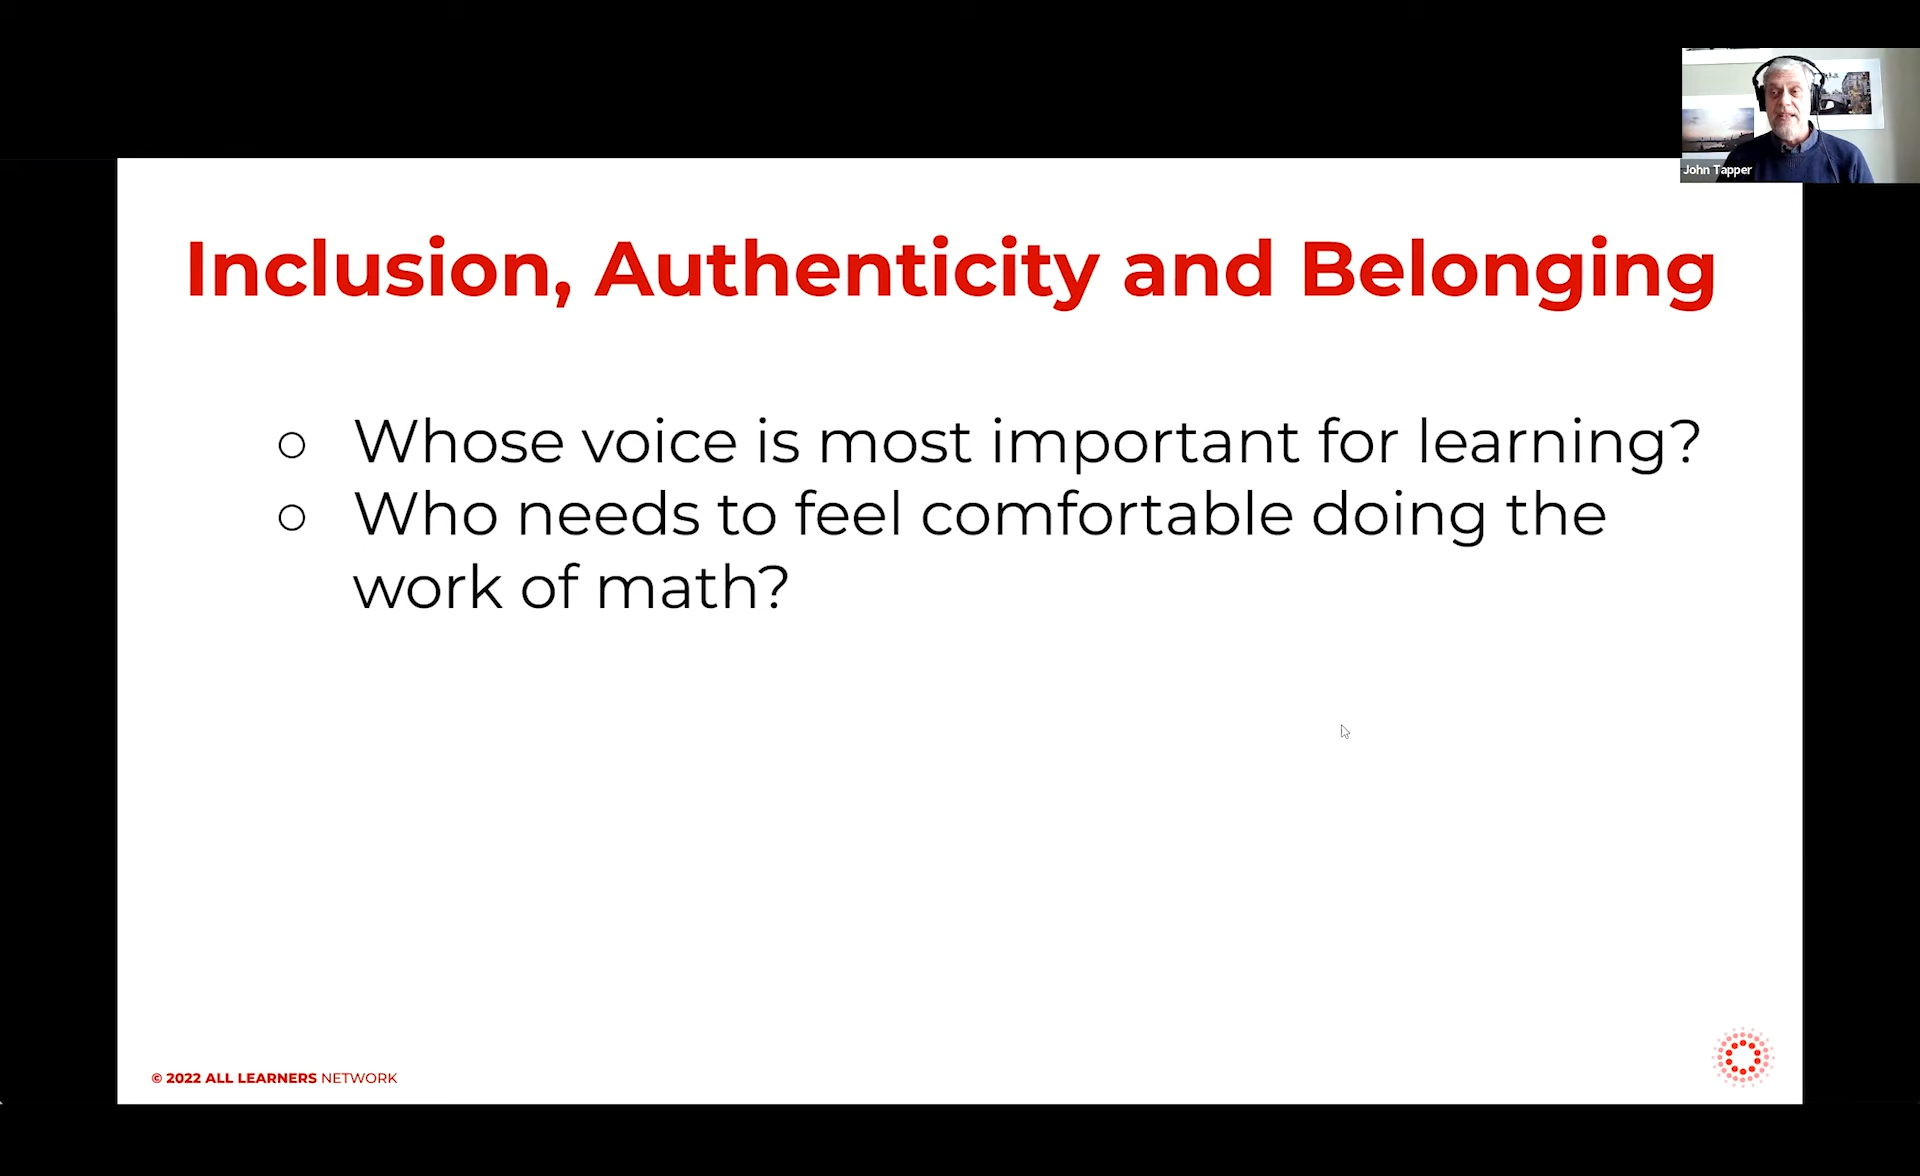 John Tapper
Inclusion, Authenticity and Belonging
○ Whose voice is most important for learning?
○ Who needs to feel comfortable doing the
work of math?
© 2022 ALL LEARNERS NETWORK